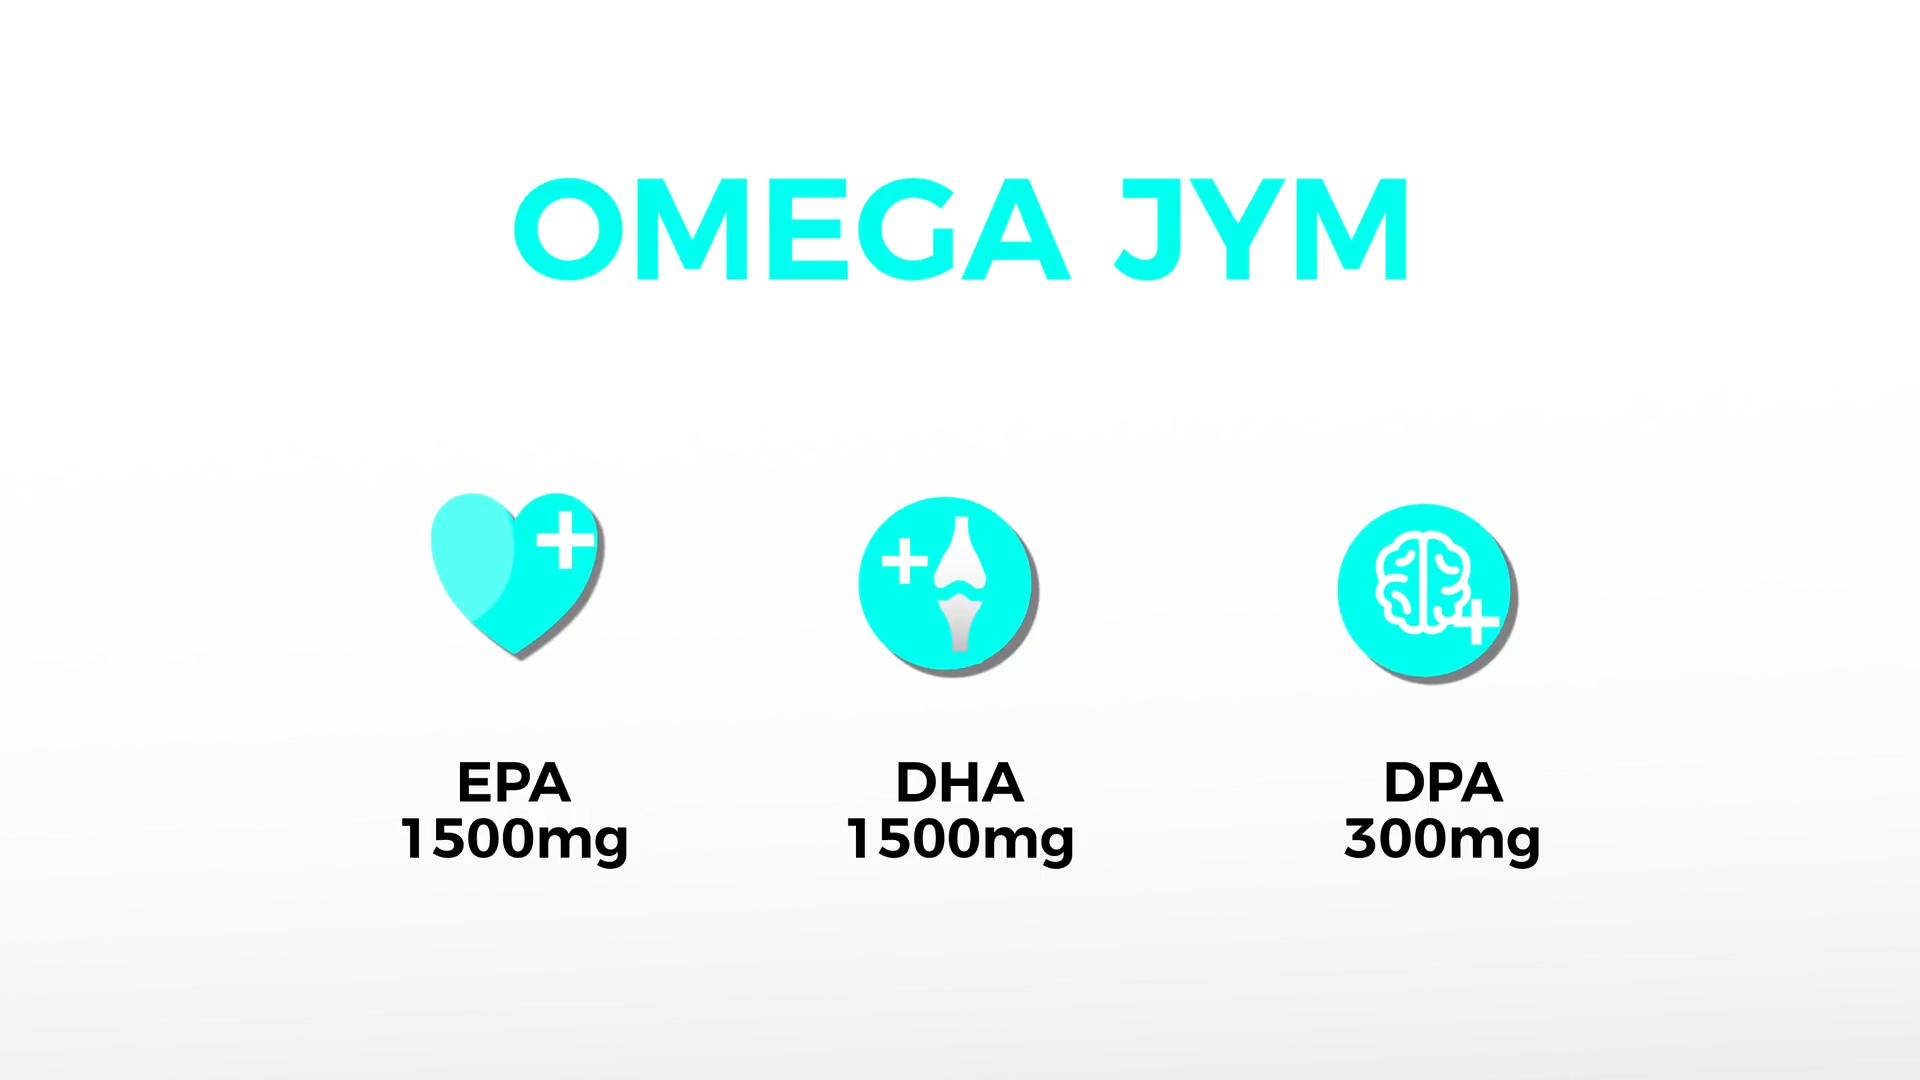 OMEGA JYM
EPA
1500mg
DHA
1500mg
DPA
300mg